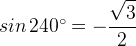 sin 240° = −√3/2